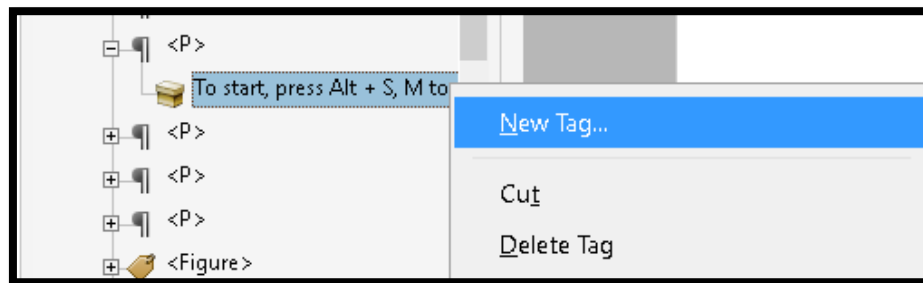 <P>
To start, press Alt + S, M to
New Tag...
<P>
<P>
Cut
<P>
Delete Tag
<Figure>